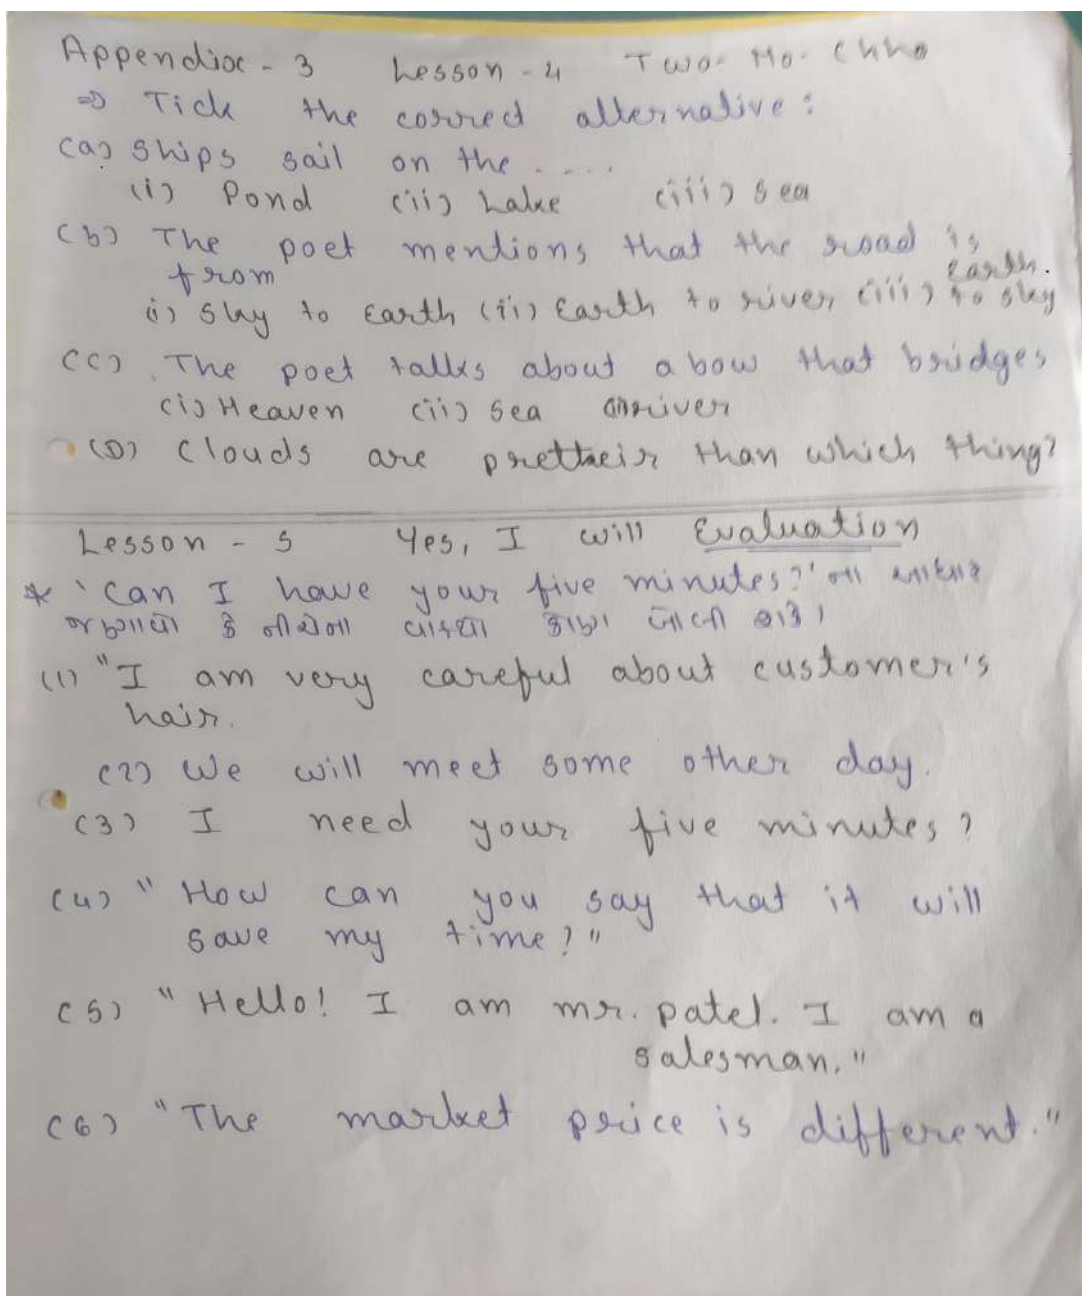 Appendix - 3 Lesson - 4 Two- Mo- Chho
⇒ Tick the correct alternative :
(a) Ships sail on the .....
(i) Pond (ii) Lake (iii) Sea
(b) The poet mentions that the road is
from
i) Sky to Earth (ii) Earth to river (iii) Earth. to Sky
(c) The poet talks about a bow that bridges
(i) Heaven (ii) Sea (iii) river
(D) Clouds are prettheir than which thing?
Lesson - 5 Yes, I will Evaluation
* 'Can I have your five minutes?' ના આધારે
જણાવો કે નીચેના વાક્યો કોણ બોલી શકે।
(1) "I am very careful about customer's
hair.
(2) We will meet some other day.
(3) I need your five minutes?
(4) "How can you say that it will
save my time?"
(5) "Hello! I am mr. patel. I am a
salesman."
(6) "The market price is different."